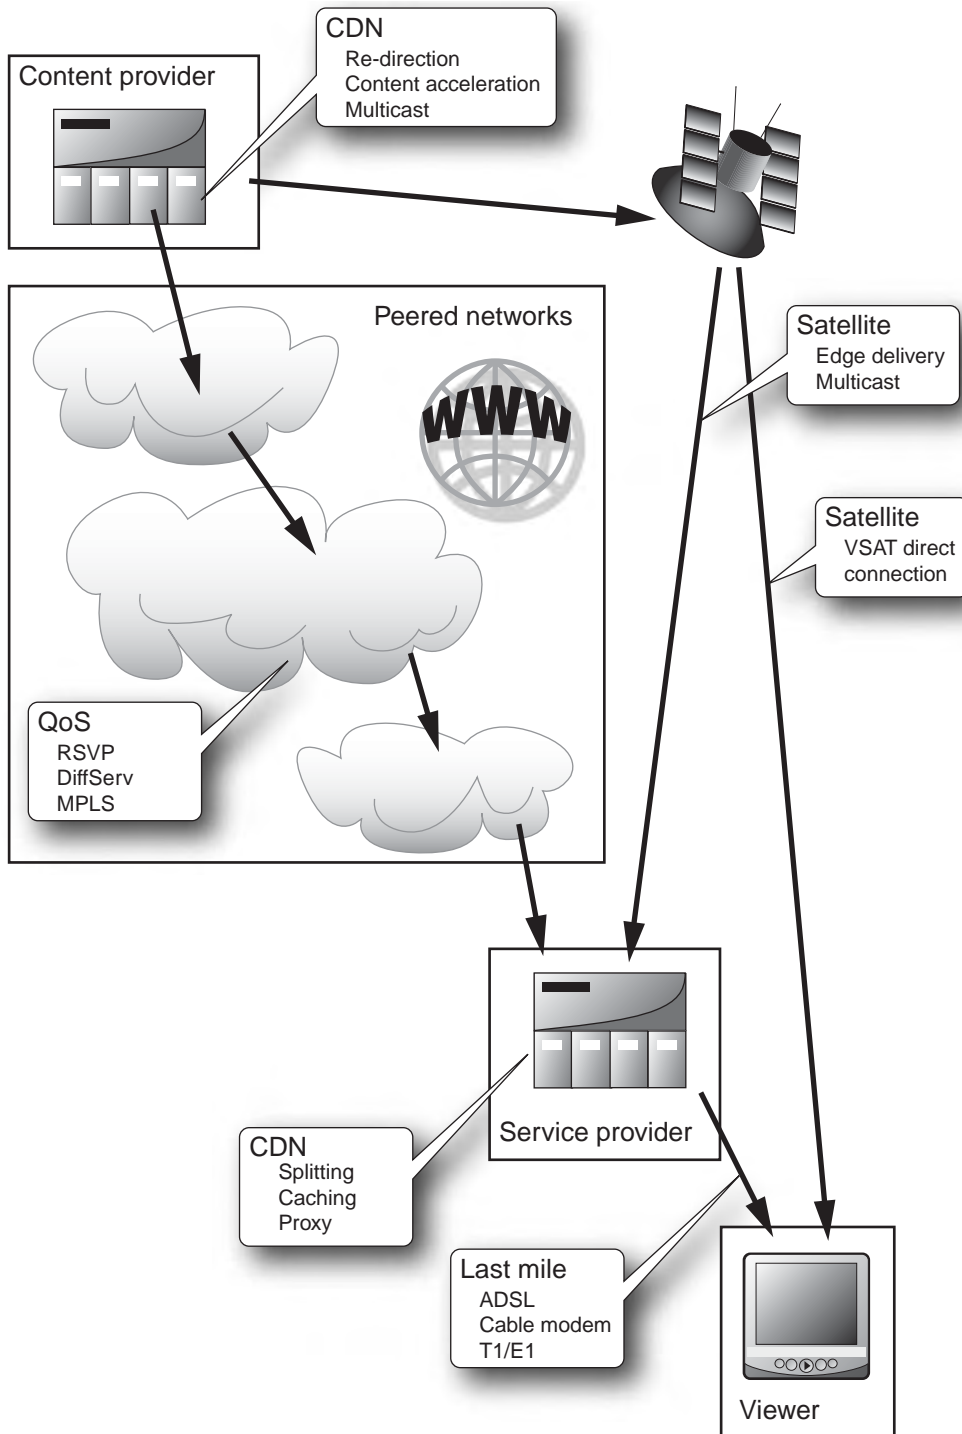 CDN
Re-direction
Content acceleration
Multicast
Content provider
Peered networks
WWW
Satellite
Edge delivery
Multicast
Satellite
VSAT direct
connection
QoS
RSVP
DiffServ
MPLS
Service provider
CDN
Splitting
Caching
Proxy
Last mile
ADSL
Cable modem
T1/E1
Viewer